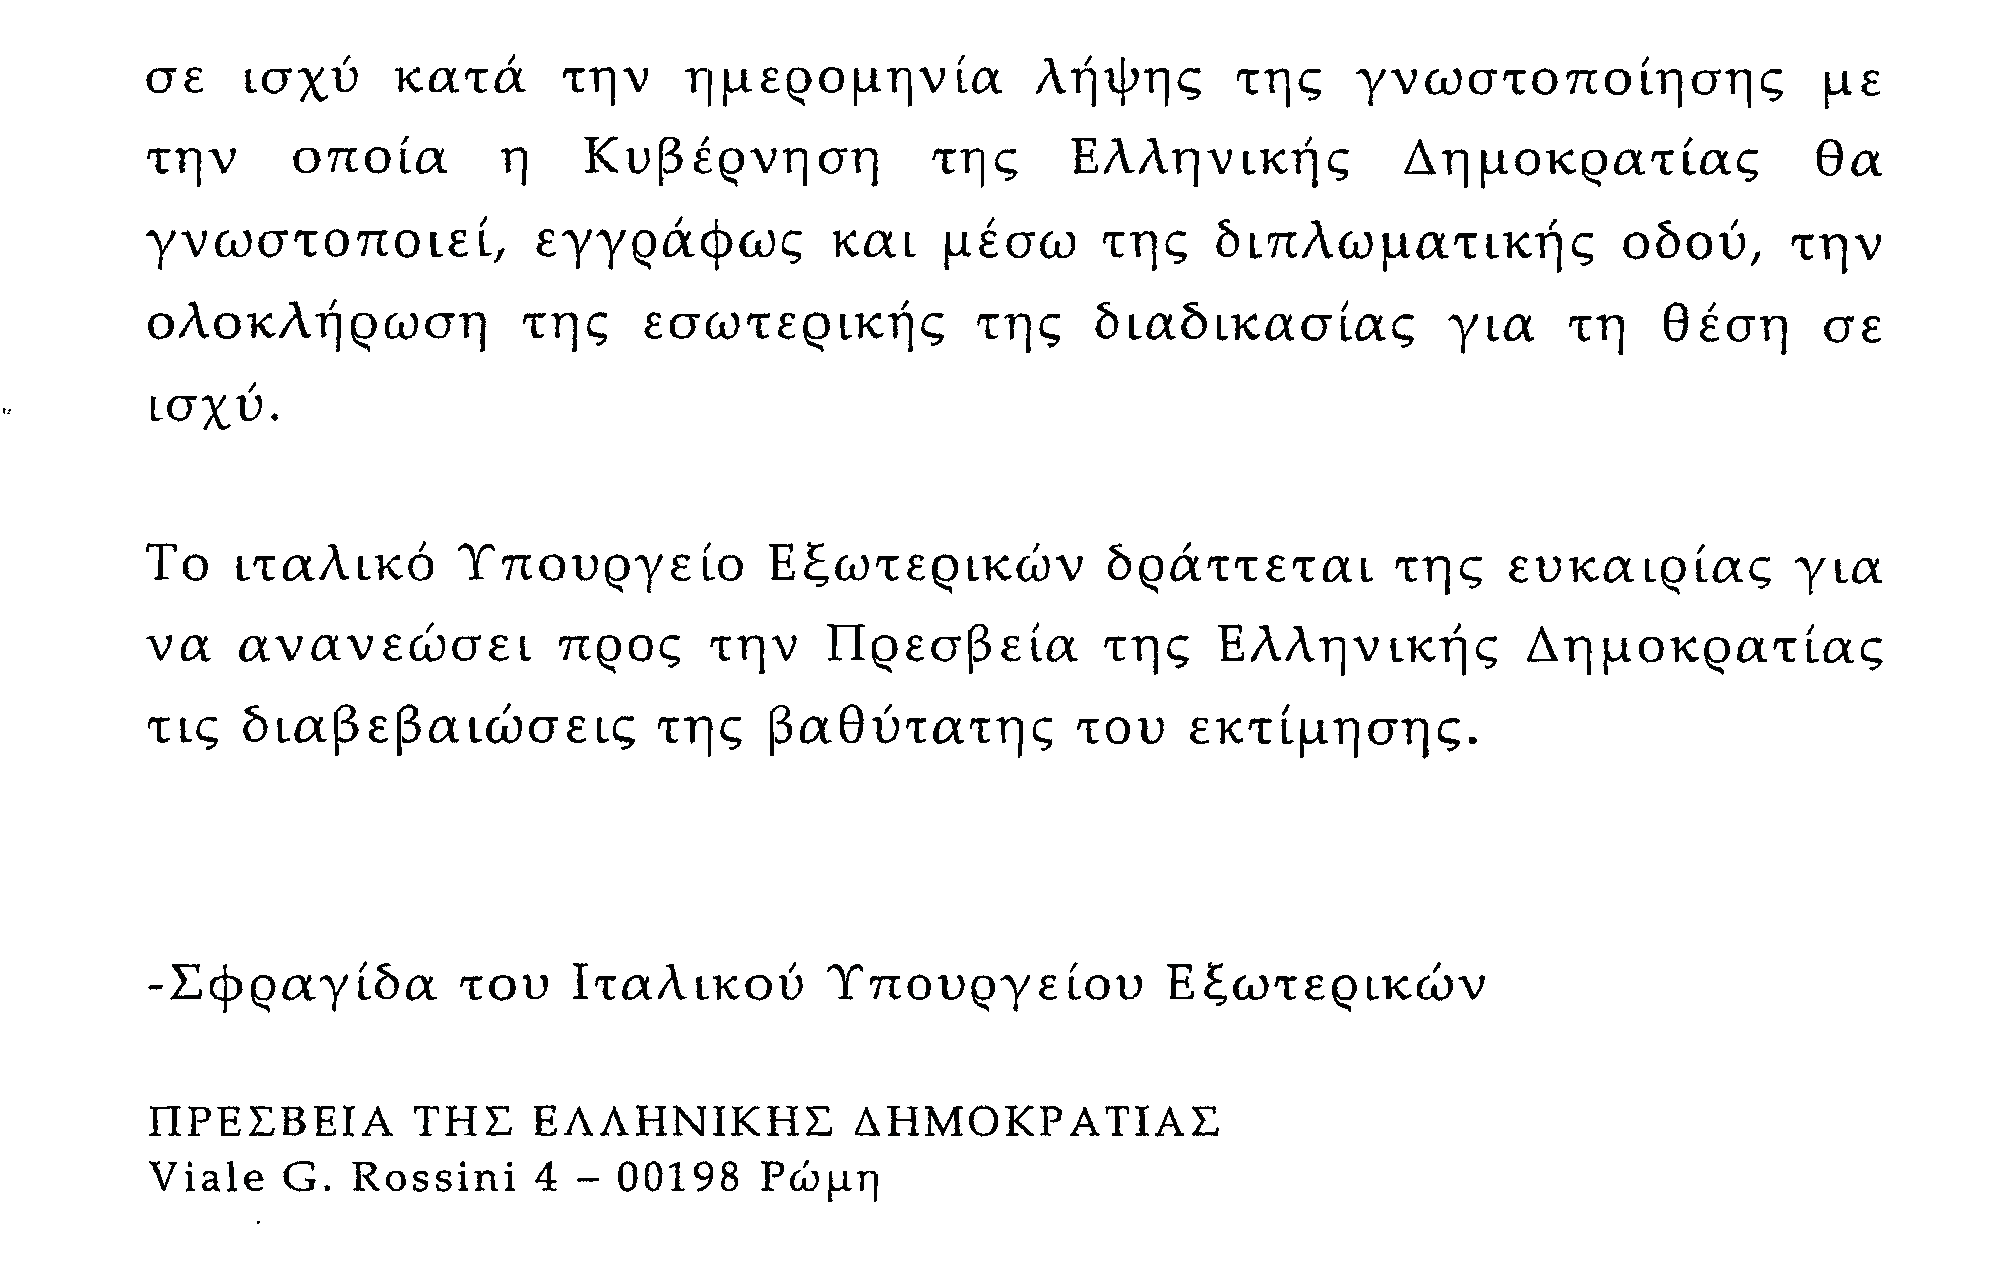 σε ισχύ κατά την ημερομηνία λήψης της γνωστοποίησης με
την οποία η Κυβέρνηση της Ελληνικής Δημοκρατίας θα
γνωστοποιεί, εγγράφως και μέσω της διπλωματικής οδού, την
ολοκλήρωση της εσωτερικής της διαδικασίας για τη θέση σε
ισχύ.
Το ιταλικό Υπουργείο Εξωτερικών δράττεται της ευκαιρίας για
να ανανεώσει προς την Πρεσβεία της Ελληνικής Δημοκρατίας
τις διαβεβαιώσεις της βαθύτατης του εκτίμησης.
-Σφραγίδα του Ιταλικού Υπουργείου Εξωτερικών
ΠΡΕΣΒΕΙΑ ΤΗΣ ΕΛΛΗΝΙΚΗΣ ΔΗΜΟΚΡΑΤΙΑΣ
Viale G. Rossini 4 – 00198 Ρώμη